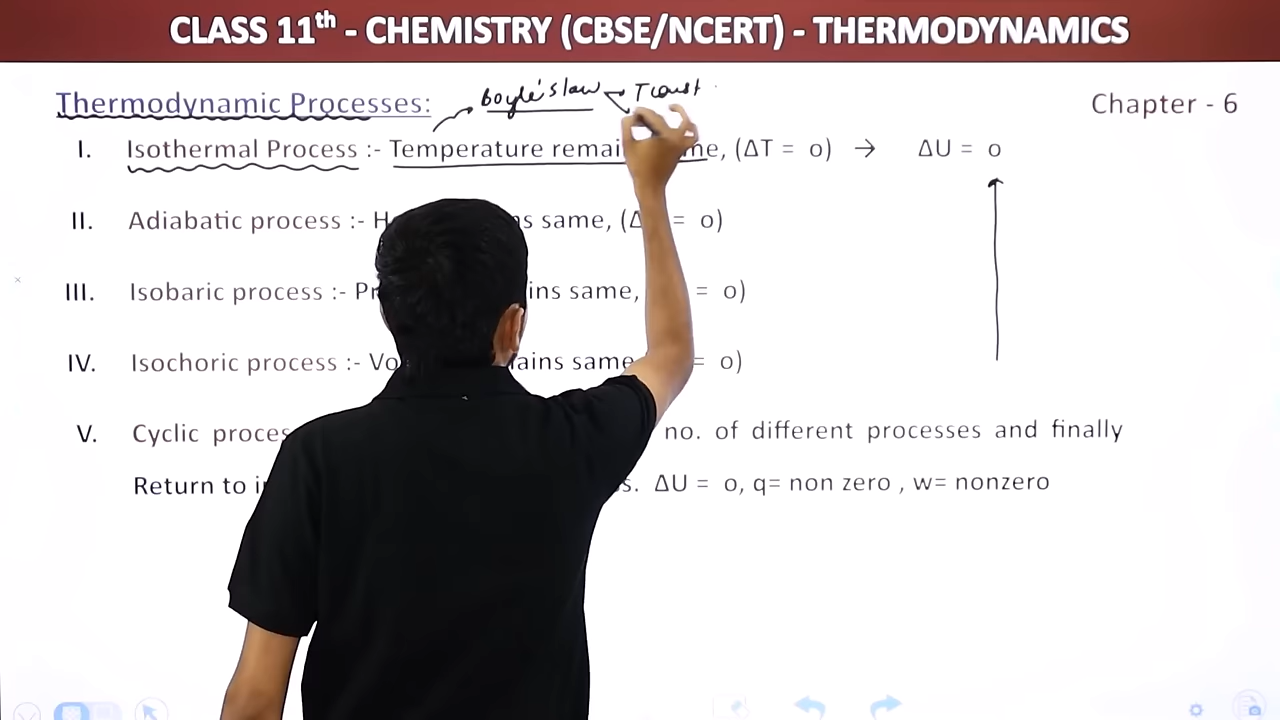 CLASS 11th - CHEMISTRY (CBSE/NCERT) - THERMODYNAMICS
Boyle's law → T const
Thermodynamic Processes:
Chapter - 6
I. Isothermal Process :- Temperature remai me, (ΔT = 0) → ΔU = 0
II. Adiabatic process :- H s same, (Δ = 0)
III. Isobaric process :- Pr ins same, = 0)
IV. Isochoric process :- Vo ains same = 0)
V. Cyclic proces no. of different processes and finally
Return to i s. ΔU = 0, q= non zero , w= nonzero